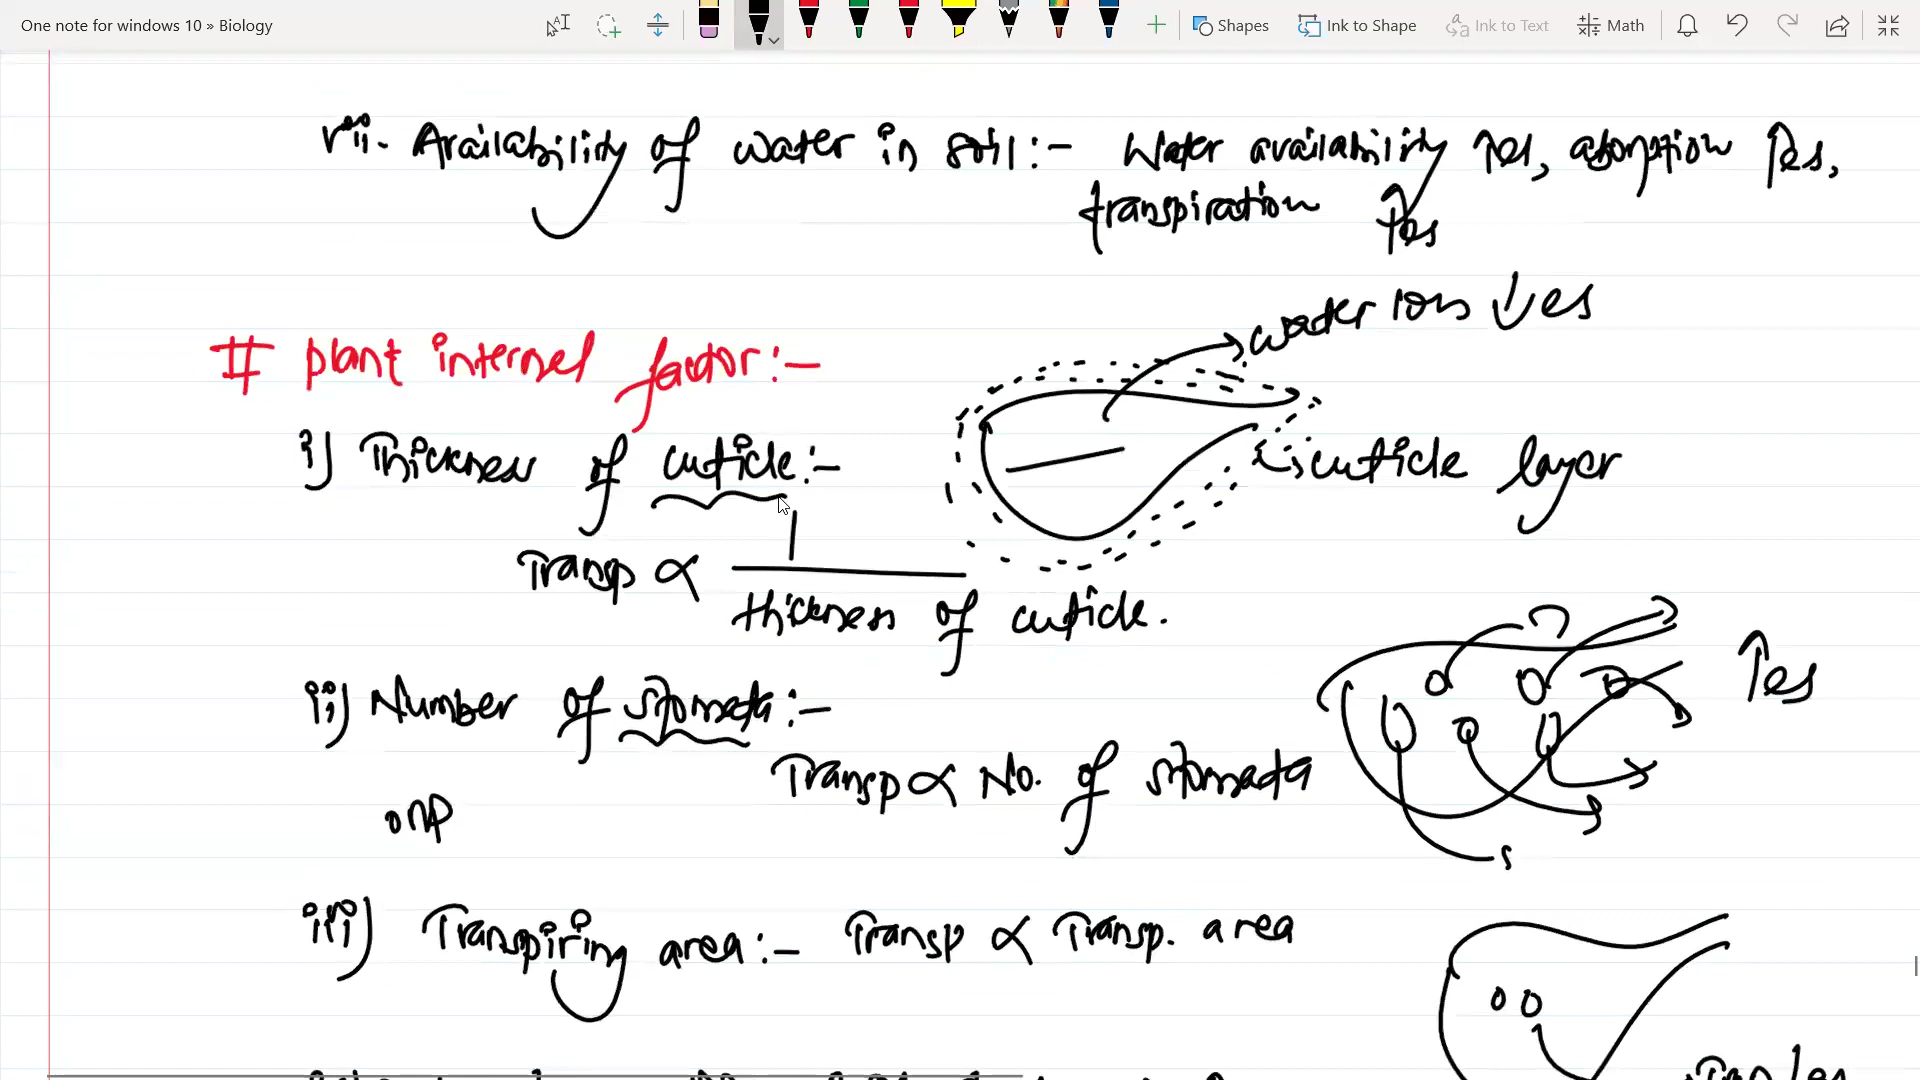 One note for windows 10 » Biology
Shapes Ink to Shape Ink to Text Math
vii. Availability of water in soil:- Water availability ↑es, absorption ↑es,
transpiration ↑es
water loss ↓es
# plant internal factor:-
i) Thickness of cuticle:- cuticle layer
Transp ∝ 1
thickness of cuticle.
ii) Number of stomata:- ↑es
Transp ∝ No. of stomata
iii) Transpiring area:- Transp ∝ Transp. area